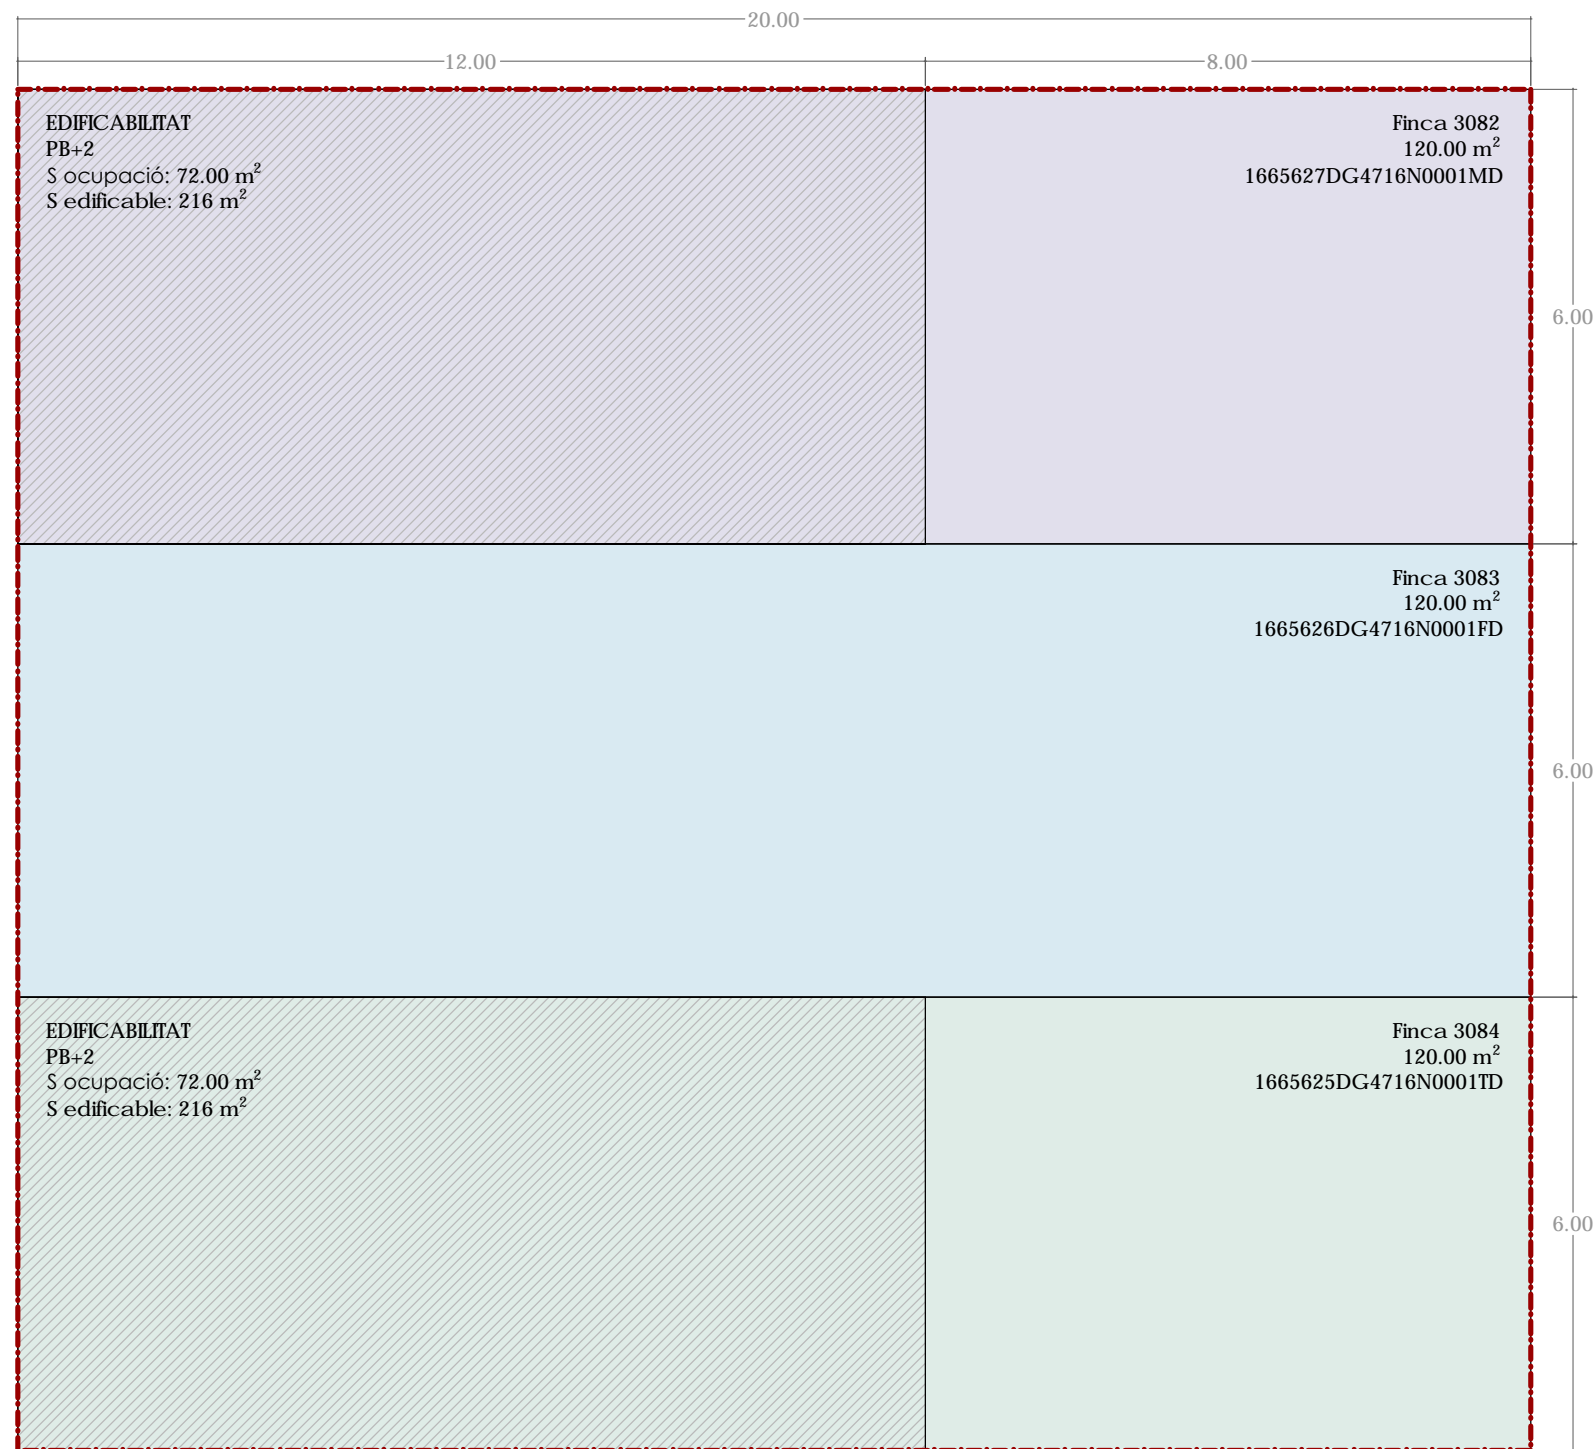 20.00
12.00
8.00
EDIFICABILITAT
PB+2
S ocupació: 72.00 m²
S edificable: 216 m²
Finca 3082
120.00 m²
1665627DG4716N0001MD
6.00
Finca 3083
120.00 m²
1665626DG4716N0001FD
6.00
EDIFICABILITAT
PB+2
S ocupació: 72.00 m²
S edificable: 216 m²
Finca 3084
120.00 m²
1665625DG4716N0001TD
6.00